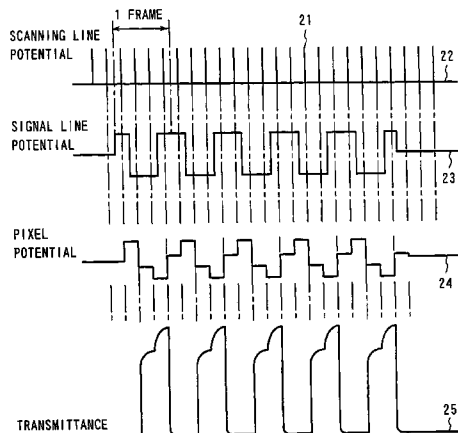 1 FRAME
21
SCANNING LINE
POTENTIAL
22
SIGNAL LINE
POTENTIAL
23
PIXEL
POTENTIAL
24
TRANSMITTANCE
25